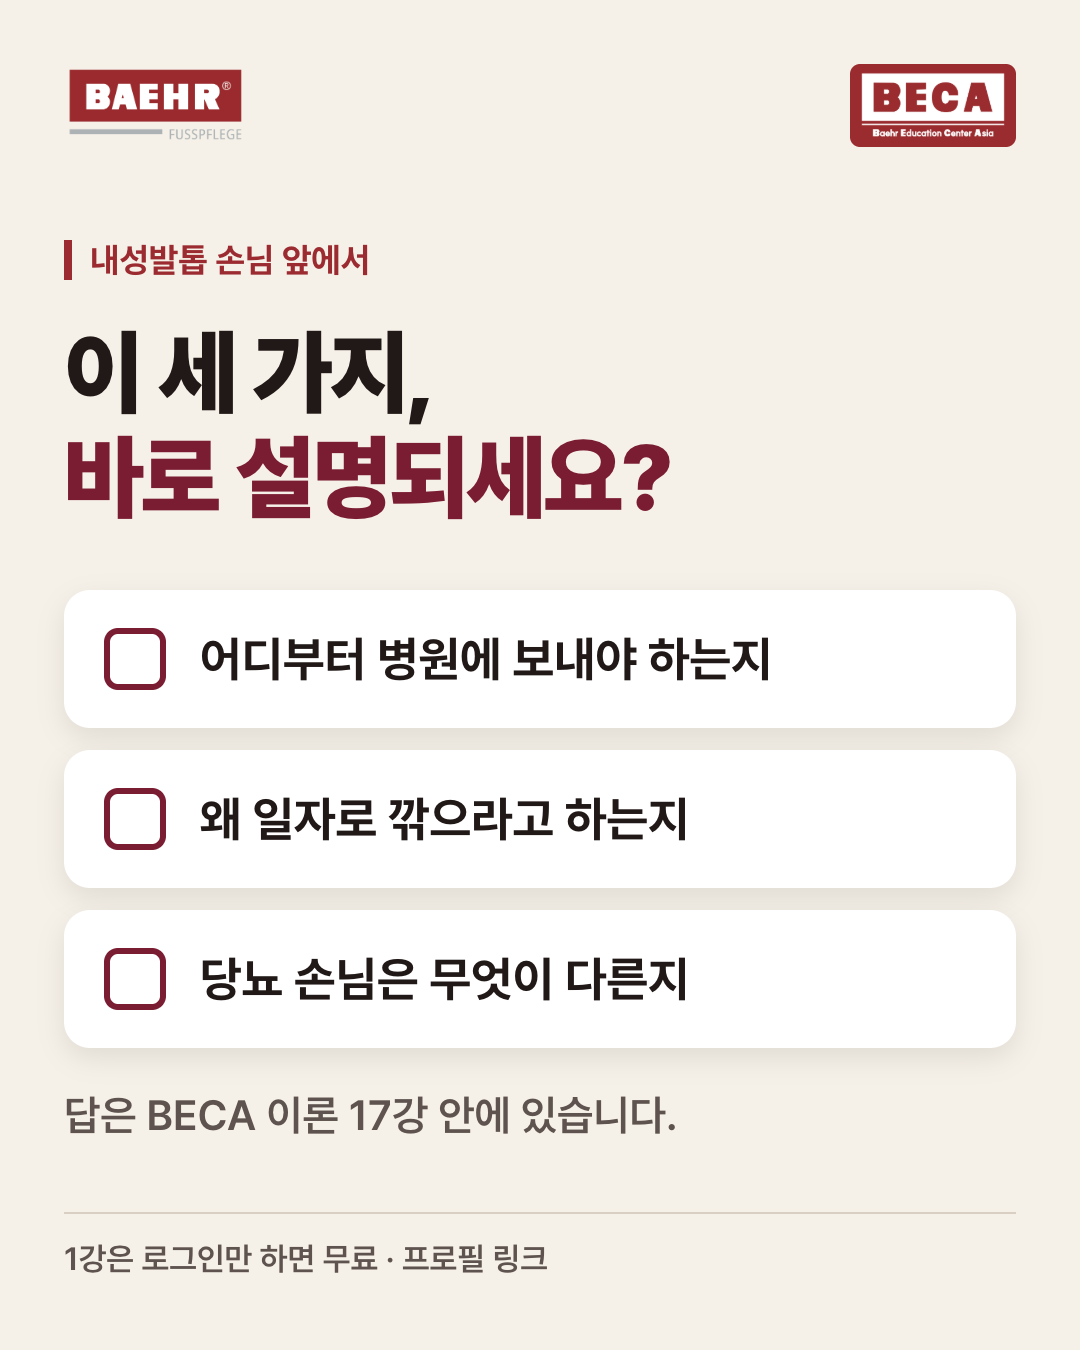 BAEHR®
FUSSPFLEGE
BECA
Baehr Education Center Asia
내성발톱 손님 앞에서
이 세 가지,
바로 설명되세요?
어디부터 병원에 보내야 하는지
왜 일자로 깎으라고 하는지
당뇨 손님은 무엇이 다른지
답은 BECA 이론 17강 안에 있습니다.
1강은 로그인만 하면 무료 · 프로필 링크